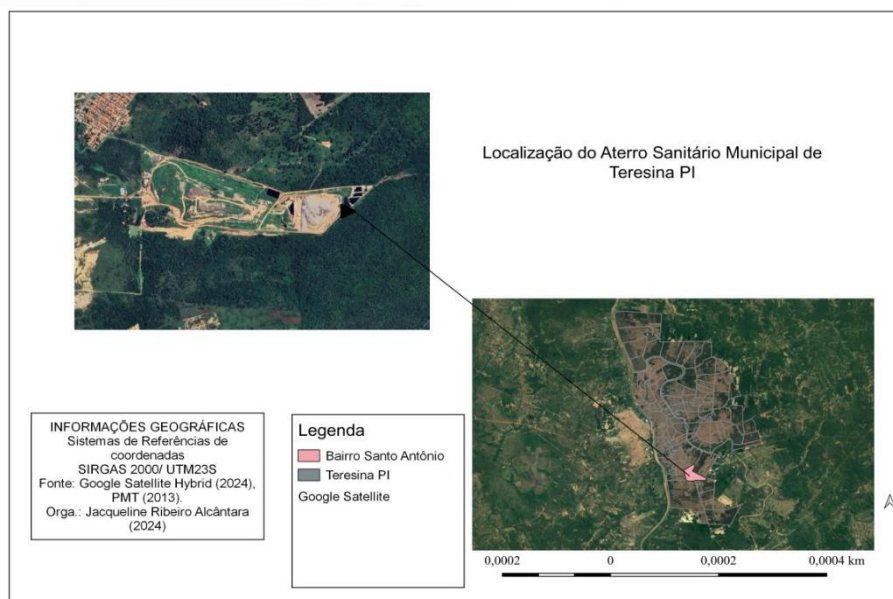 Localização do Aterro Sanitário Municipal de
Teresina PI
INFORMAÇÕES GEOGRÁFICAS
Sistemas de Referências de
coordenadas
SIRGAS 2000/ UTM23S
Fonte: Google Satellite Hybrid (2024),
PMT (2013).
Orga.: Jacqueline Ribeiro Alcântara
(2024)
Legenda
Bairro Santo Antônio
Teresina PI
Google Satellite
0,0002 0 0,0002 0,0004 km